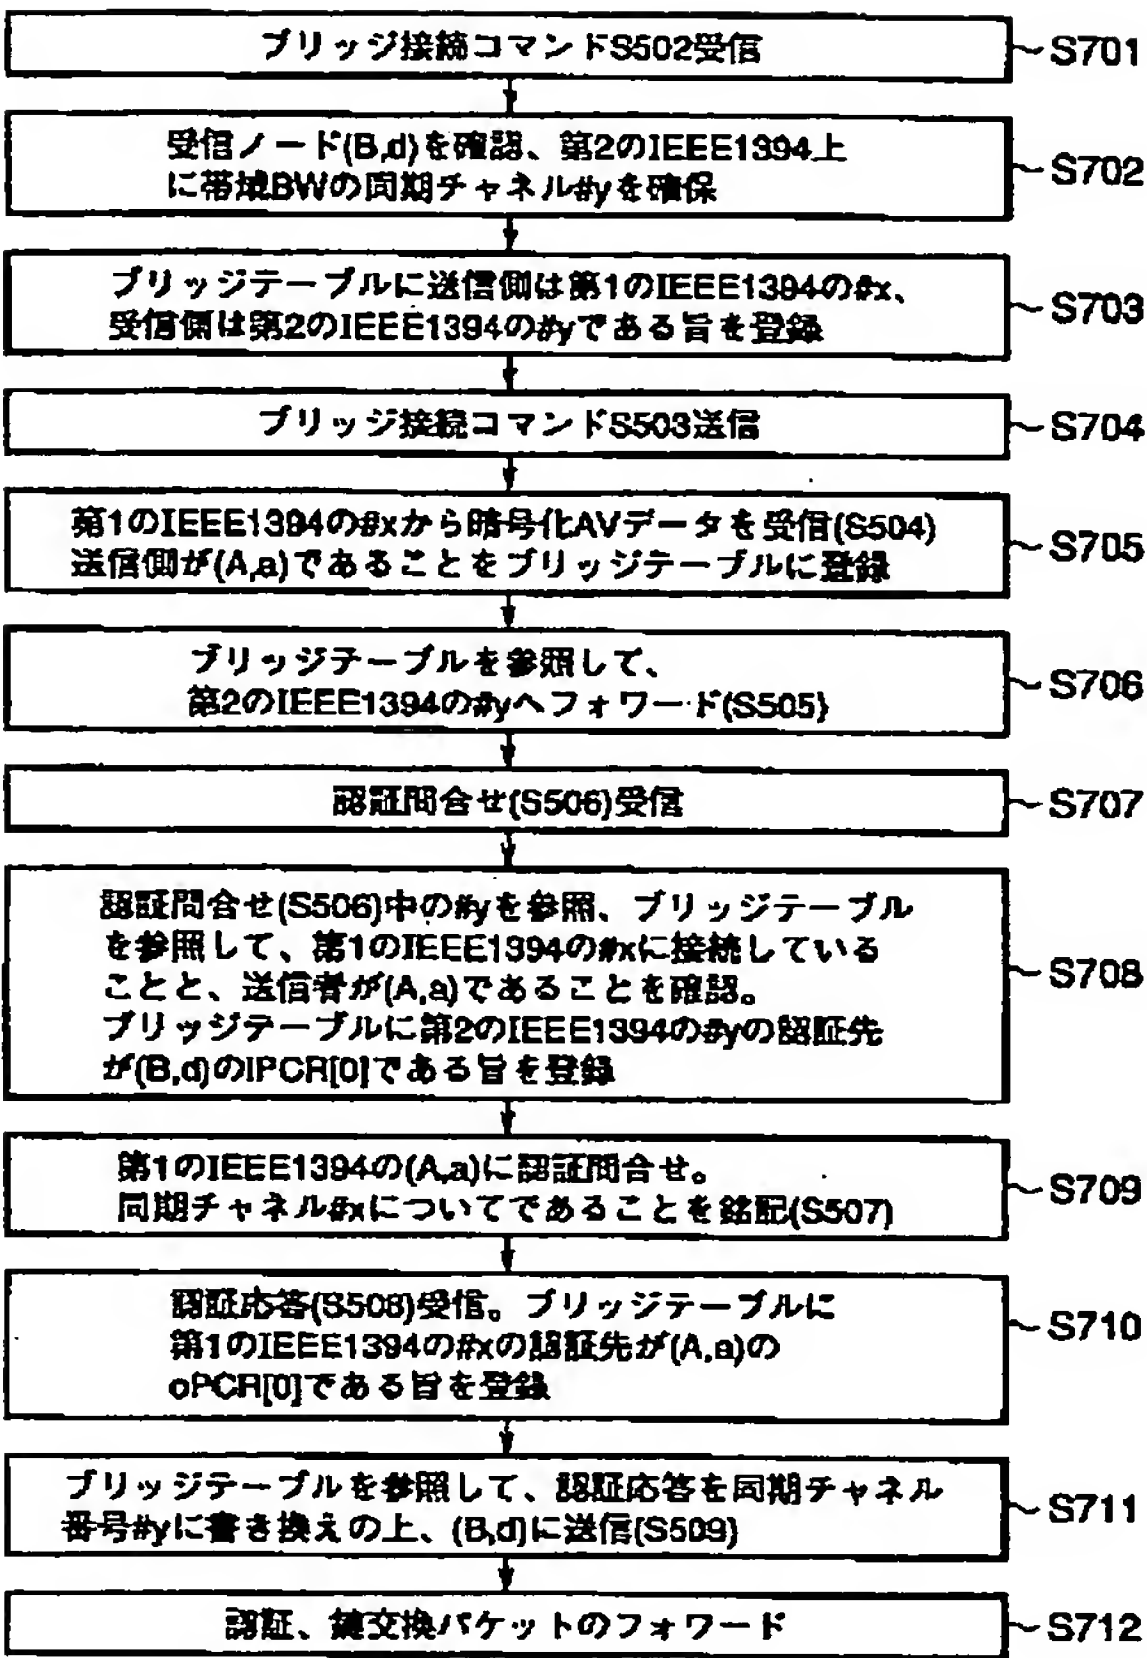 ブリッジ接続コマンドS502受信
~S701
受信ノード(B,d)を確認、第2のIEEE1394上
に帯域BWの同期チャネル#yを確保
~S702
ブリッジテーブルに送信側は第1のIEEE1394の#x、
受信側は第2のIEEE1394の#yである旨を登録
~S703
ブリッジ接続コマンドS503送信
~S704
第1のIEEE1394の#xから暗号化AVデータを受信(S504)
送信側が(A,a)であることをブリッジテーブルに登録
~S705
ブリッジテーブルを参照して、
第2のIEEE1394の#yへフォワード(S505)
~S706
認証問合せ(S506)受信
~S707
認証問合せ(S506)中の#yを参照、ブリッジテーブル
を参照して、第1のIEEE1394の#xに接続している
ことと、送信者が(A,a)であることを確認。
ブリッジテーブルに第2のIEEE1394の#yの認証先
が(B,d)のiPCR[0]である旨を登録
~S708
第1のIEEE1394の(A,a)に認証問合せ。
同期チャネル#xについてであることを銘記(S507)
~S709
認証応答(S508)受信。ブリッジテーブルに
第1のIEEE1394の#xの認証先が(A,a)の
oPCR[0]である旨を登録
~S710
ブリッジテーブルを参照して、認証応答を同期チャネル
番号#yに書き換えの上、(B,d)に送信(S509)
~S711
認証、鍵交換パケットのフォワード
~S712